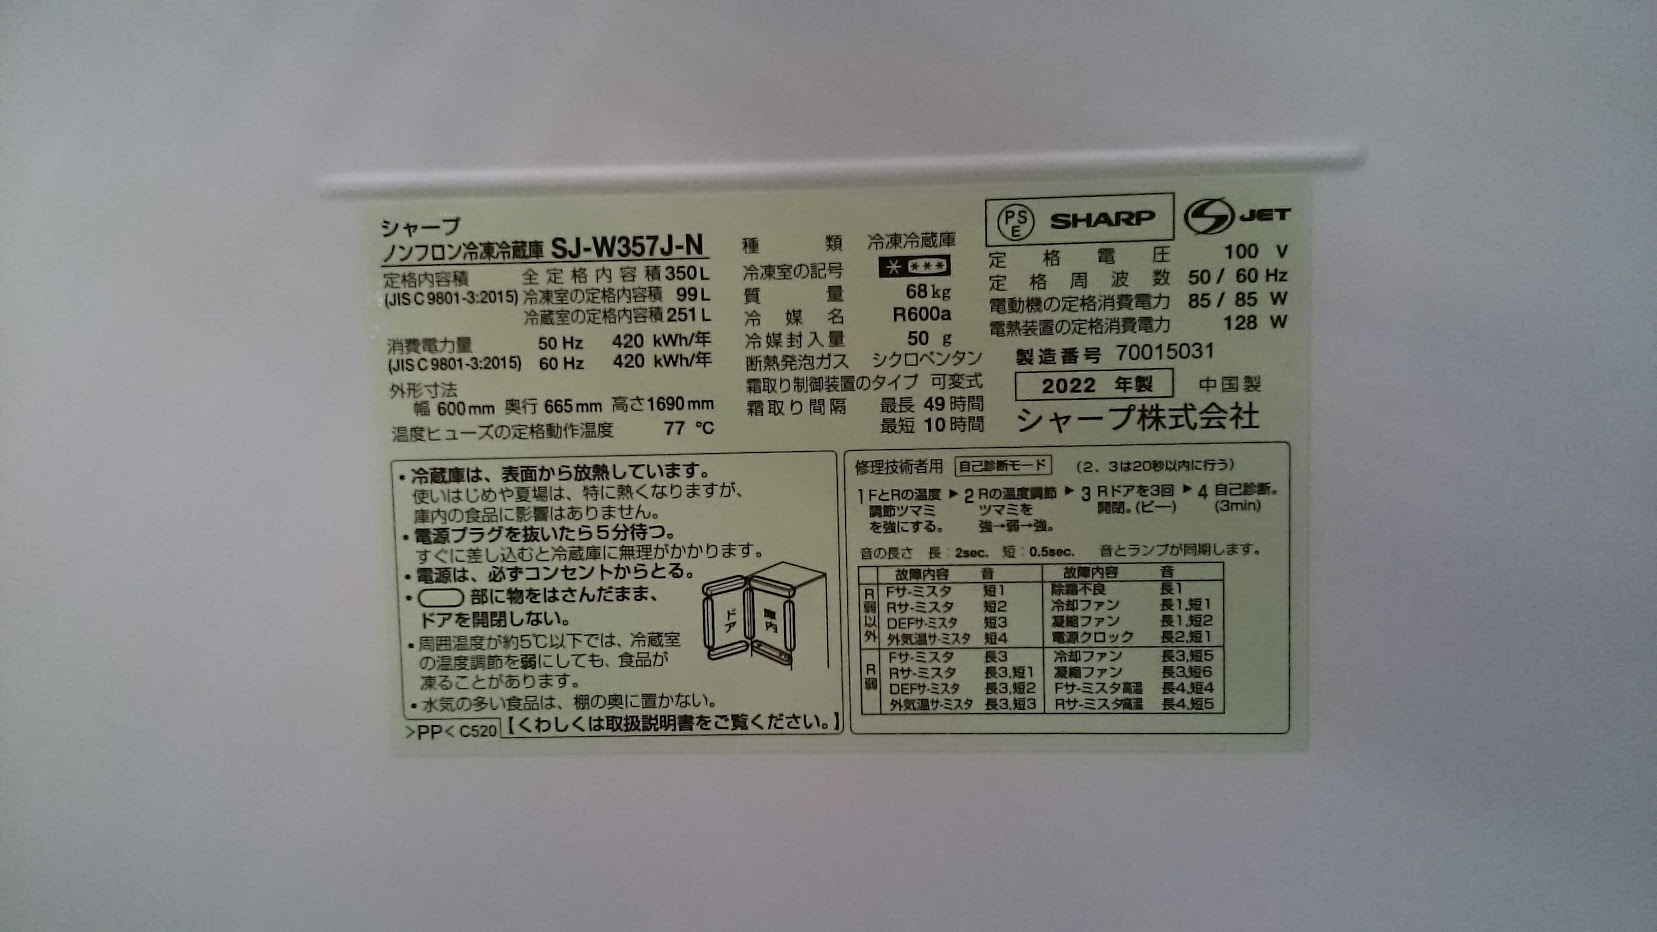 シャープ
ノンフロン冷凍冷蔵庫 SJ-W357J-N
定格内容積 全定格内容積 350L
(JIS C 9801-3:2015) 冷凍室の定格内容積 99L
冷蔵室の定格内容積 251L
消費電力量 50 Hz 420 kWh/年
(JIS C 9801-3:2015) 60 Hz 420 kWh/年
外形寸法
幅 600mm 奥行 665mm 高さ1690mm
温度ヒューズの定格動作温度 77 ℃
種類 冷凍冷蔵庫
冷凍室の記号 * ***
質量 68kg
冷媒名 R600a
冷媒封入量 50 g
断熱発泡ガス シクロペンタン
霜取り制御装置のタイプ 可変式
霜取り間隔 最長 49時間
最短 10時間
PSE SHARP S JET
定格電圧 100 V
定格周波数 50 / 60 Hz
電動機の定格消費電力 85 / 85 W
電熱装置の定格消費電力 128 W
製造番号 70015031
2022 年製 中国製
シャープ株式会社
・冷蔵庫は、表面から放熱しています。
使いはじめや夏場は、特に熱くなりますが、
庫内の食品に影響はありません。
・電源プラグを抜いたら5分待つ。
すぐに差し込むと冷蔵庫に無理がかかります。
・電源は、必ずコンセントからとる。
・部に物をはさんだまま、
ドアを開閉しない。
・周囲温度が約5℃以下では、冷蔵室
の温度調節を弱にしても、食品が
凍ることがあります。
・水気の多い食品は、棚の奥に置かない。
ドア 庫内
>PP< C520 【くわしくは取扱説明書をご覧ください。】
修理技術者用 自己診断モード (2、3は20秒以内に行う)
1 FとRの温度 ▶ 2 Rの温度調節 ▶ 3 Rドアを3回 ▶ 4 自己診断。
調節ツマミ ツマミを 開閉。(ピー) (3min)
を強にする。 強→弱→強。
音の長さ 長:2sec. 短:0.5sec. 音とランプが同期します。
故障内容 音 故障内容 音
R弱以外 Fサ-ミスタ 短1 除霜不良 長1
Rサ-ミスタ 短2 冷却ファン 長1,短1
DEFサ-ミスタ 短3 凝縮ファン 長1,短2
外気温サ-ミスタ 短4 電源クロック 長2,短1
R弱 Fサ-ミスタ 長3 冷却ファン 長3,短5
Rサ-ミスタ 長3,短1 凝縮ファン 長3,短6
DEFサ-ミスタ 長3,短2 Fサ-ミスタ高温 長4,短4
外気温サ-ミスタ 長3,短3 Rサ-ミスタ高温 長4,短5